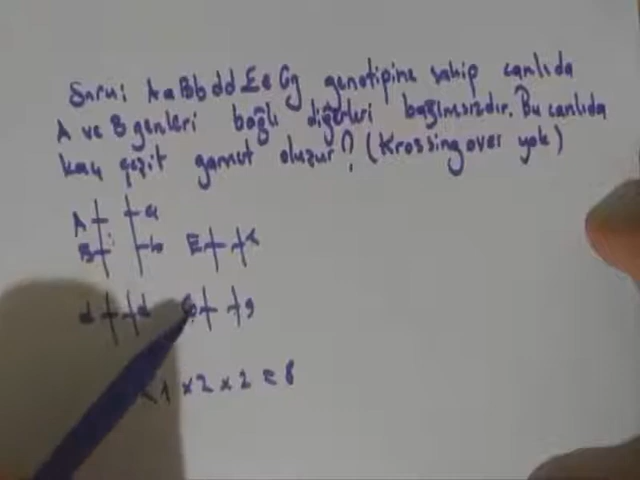 Soru: AaBbddEeGg genotipine sahip canlıda
A ve B genleri bağlı diğerleri bağımsızdır. Bu canlıda
kaç çeşit gamet oluşur? (Krossing over yok)
A a
B b E e
d d G g
x 1 x 2 x 2 = 8